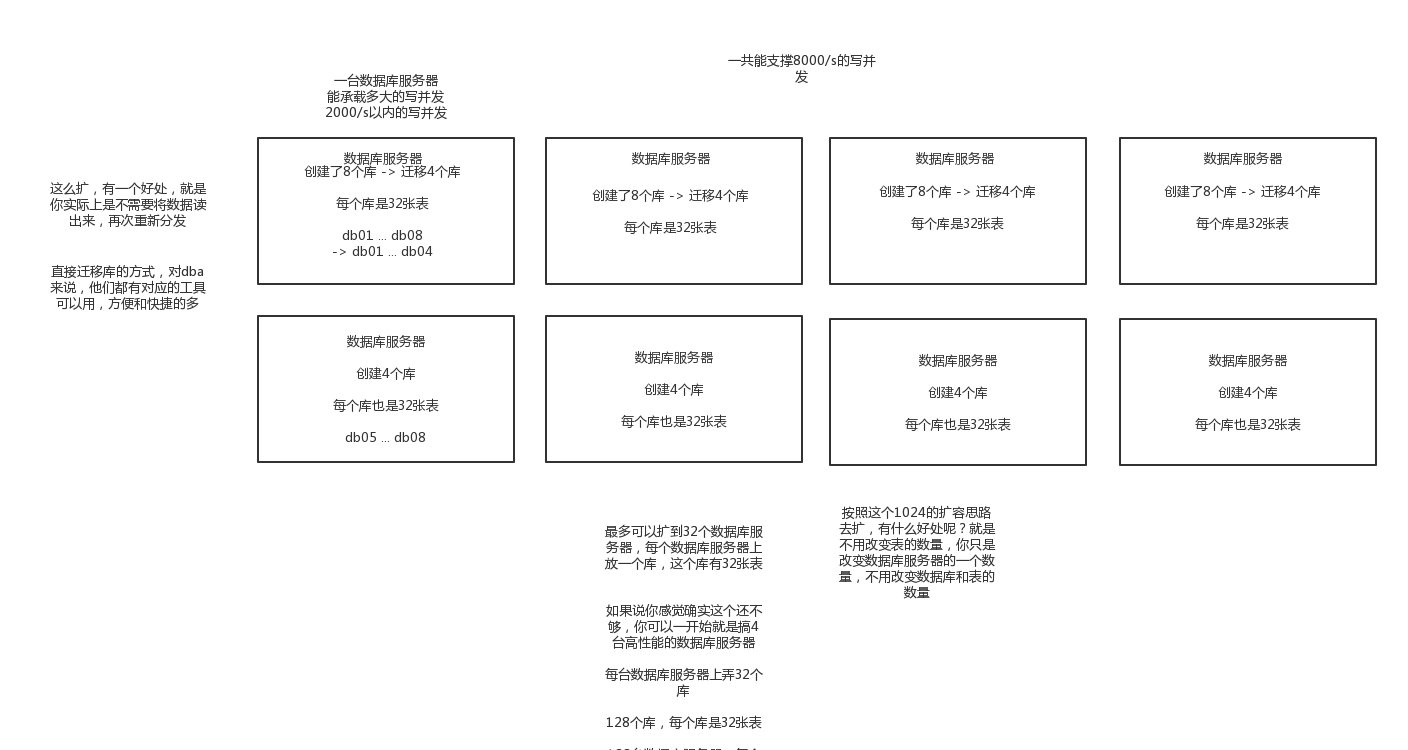 一台数据库服务器
能承载多大的写并发
2000/s以内的写并发
一共能支撑8000/s的写并
发
这么扩，有一个好处，就是
你实际上是不需要将数据读
出来，再次重新分发
直接迁移库的方式，对dba
来说，他们都有对应的工具
可以用，方便和快捷的多
数据库服务器
创建了8个库 -> 迁移4个库
每个库是32张表
db01 ... db08
-> db01 ... db04
数据库服务器
创建了8个库 -> 迁移4个库
每个库是32张表
数据库服务器
创建了8个库 -> 迁移4个库
每个库是32张表
数据库服务器
创建了8个库 -> 迁移4个库
每个库是32张表
数据库服务器
创建4个库
每个库也是32张表
db05 ... db08
数据库服务器
创建4个库
每个库也是32张表
数据库服务器
创建4个库
每个库也是32张表
数据库服务器
创建4个库
每个库也是32张表
最多可以扩到32个数据库服
务器，每个数据库服务器上
放一个库，这个库有32张表
如果说你感觉确实这个还不
够，你可以一开始就是搞4
台高性能的数据库服务器
每台数据库服务器上弄32个
库
128个库，每个库是32张表
按照这个1024的扩容思路
去扩，有什么好处呢？就是
不用改变表的数量，你只是
改变数据库服务器的一个数
量，不用改变数据库和表的
数量